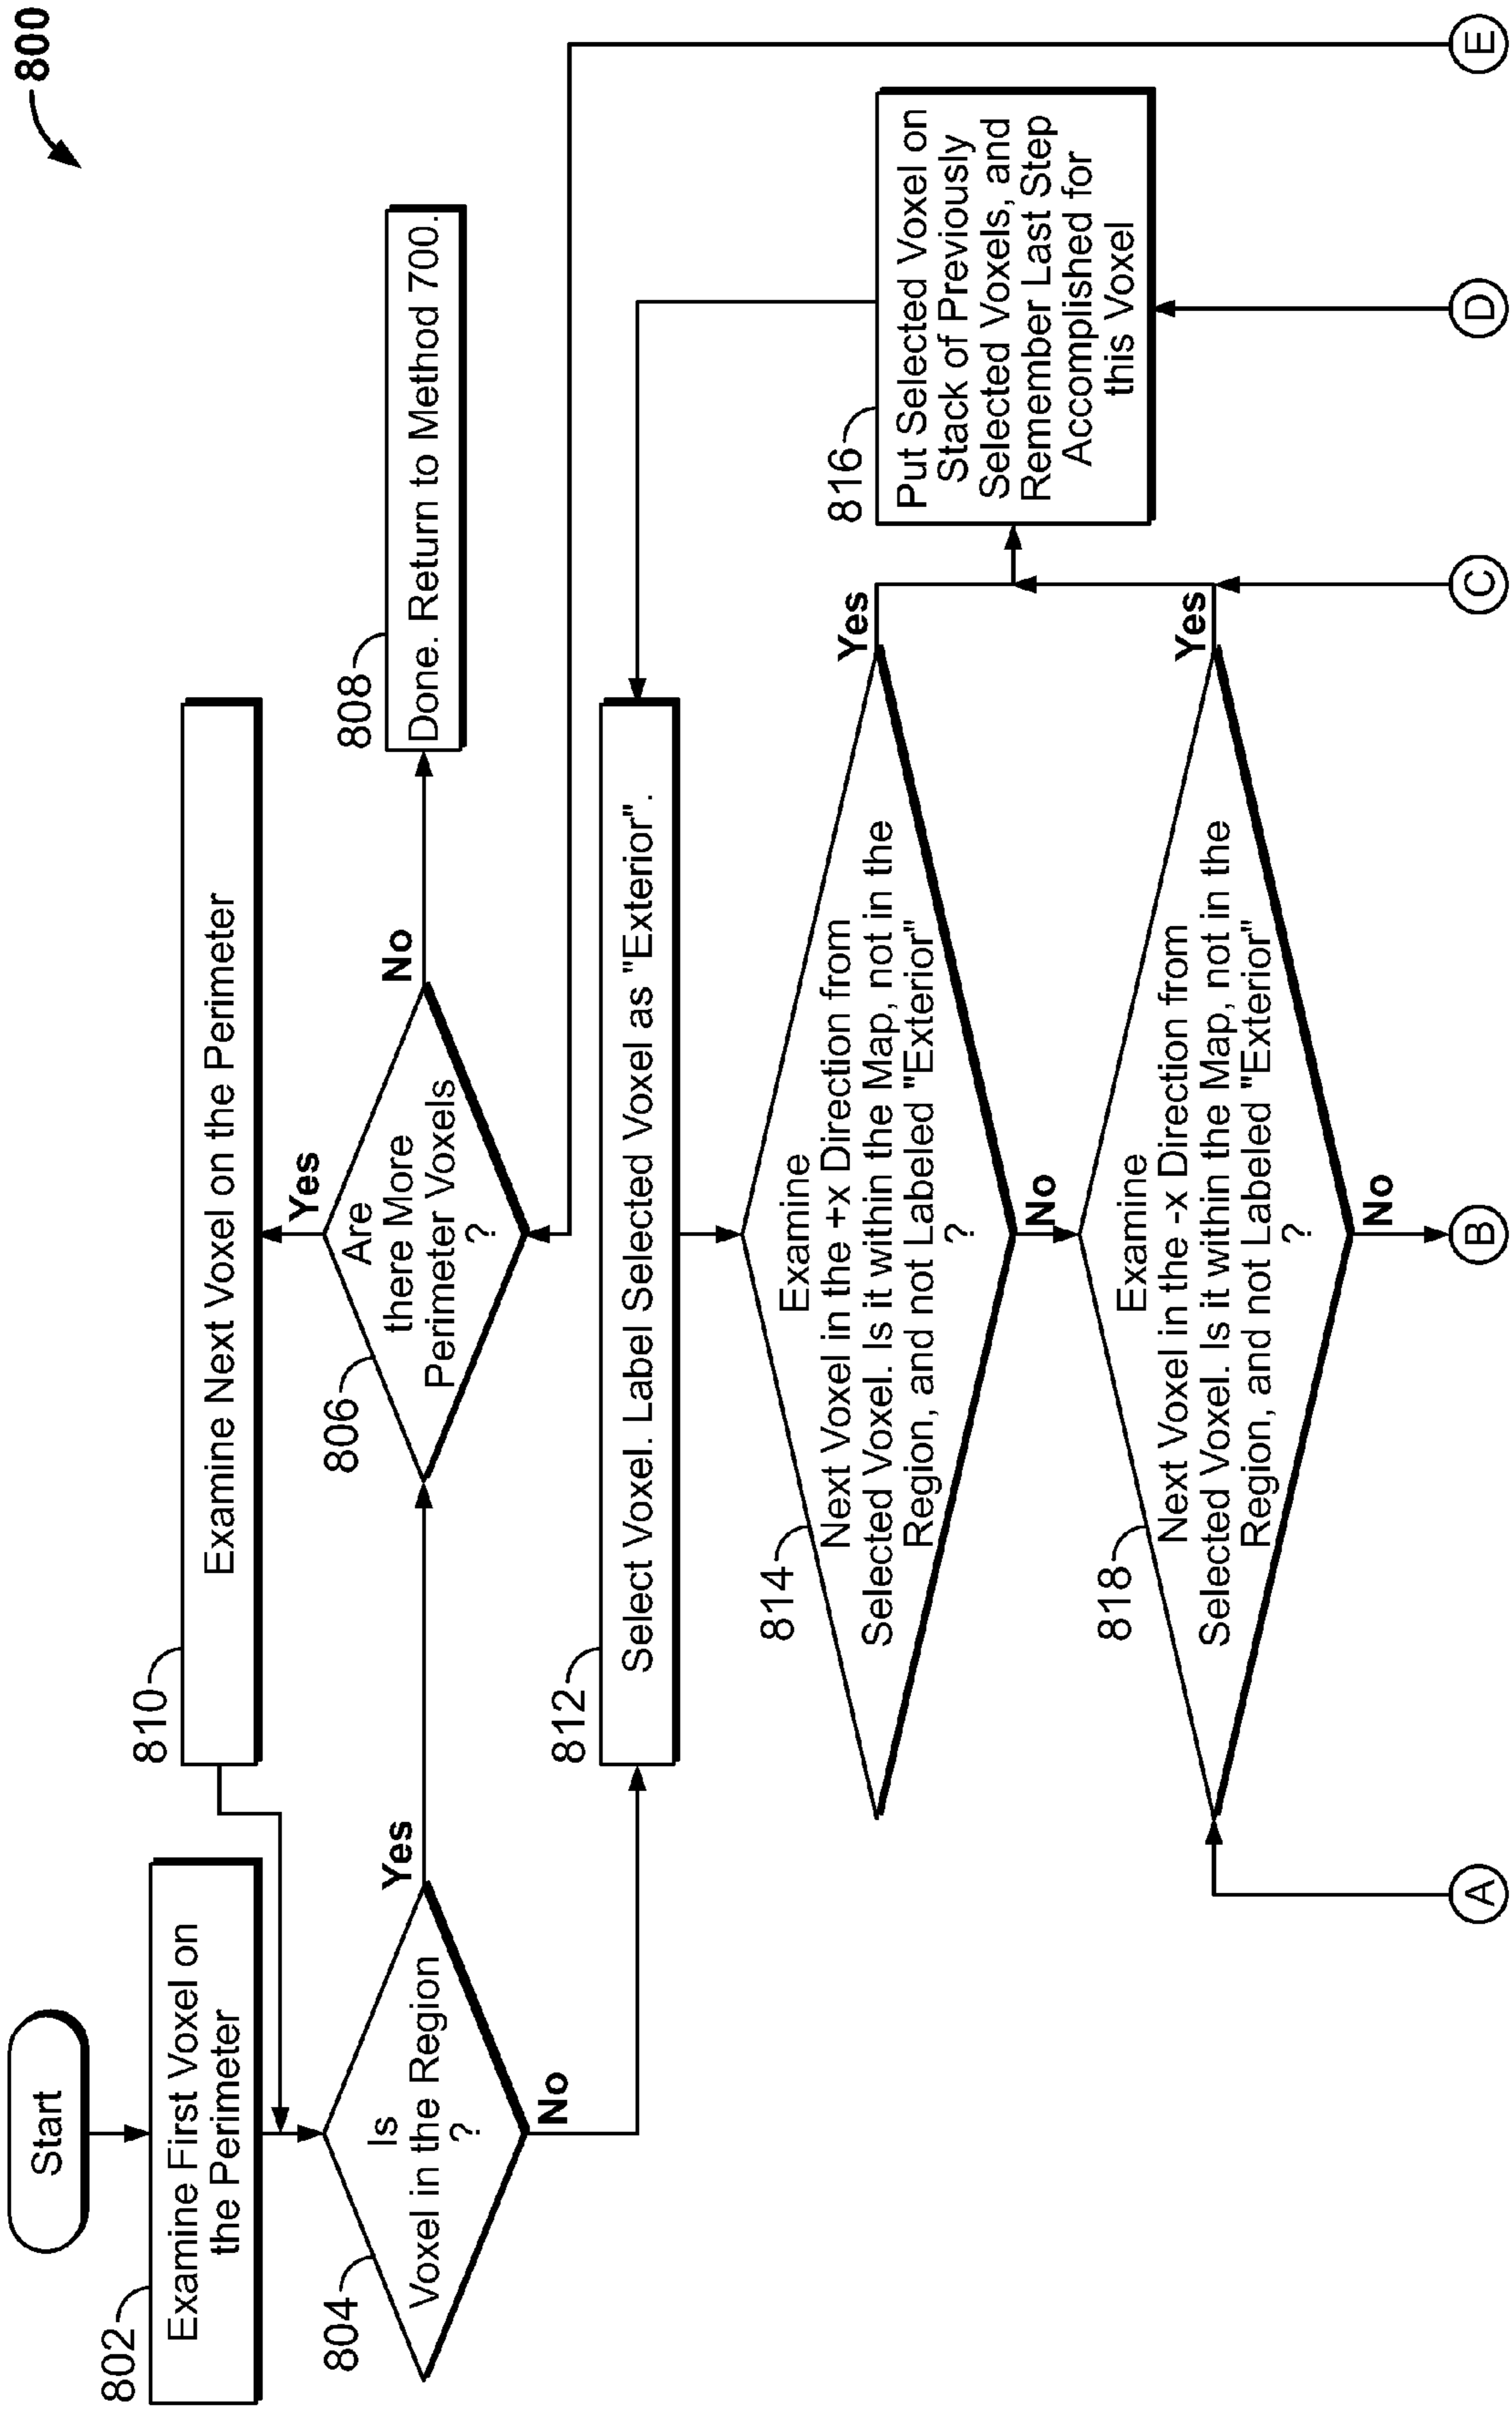 800
Start
802
Examine First Voxel on
the Perimeter
810
Examine Next Voxel on the Perimeter
804
Is
Voxel in the Region
?
Yes
No
806
Are
there More
Perimeter Voxels
?
Yes
No
808
Done. Return to Method 700.
812
Select Voxel. Label Selected Voxel as "Exterior".
814
Examine
Next Voxel in the +x Direction from
Selected Voxel. Is it within the Map, not in the
Region, and not Labeled "Exterior"
?
Yes
No
816
Put Selected Voxel on
Stack of Previously
Selected Voxels, and
Remember Last Step
Accomplished for
this Voxel
818
Examine
Next Voxel in the -x Direction from
Selected Voxel. Is it within the Map, not in the
Region, and not Labeled "Exterior"
?
Yes
No
A
B
C
D
E